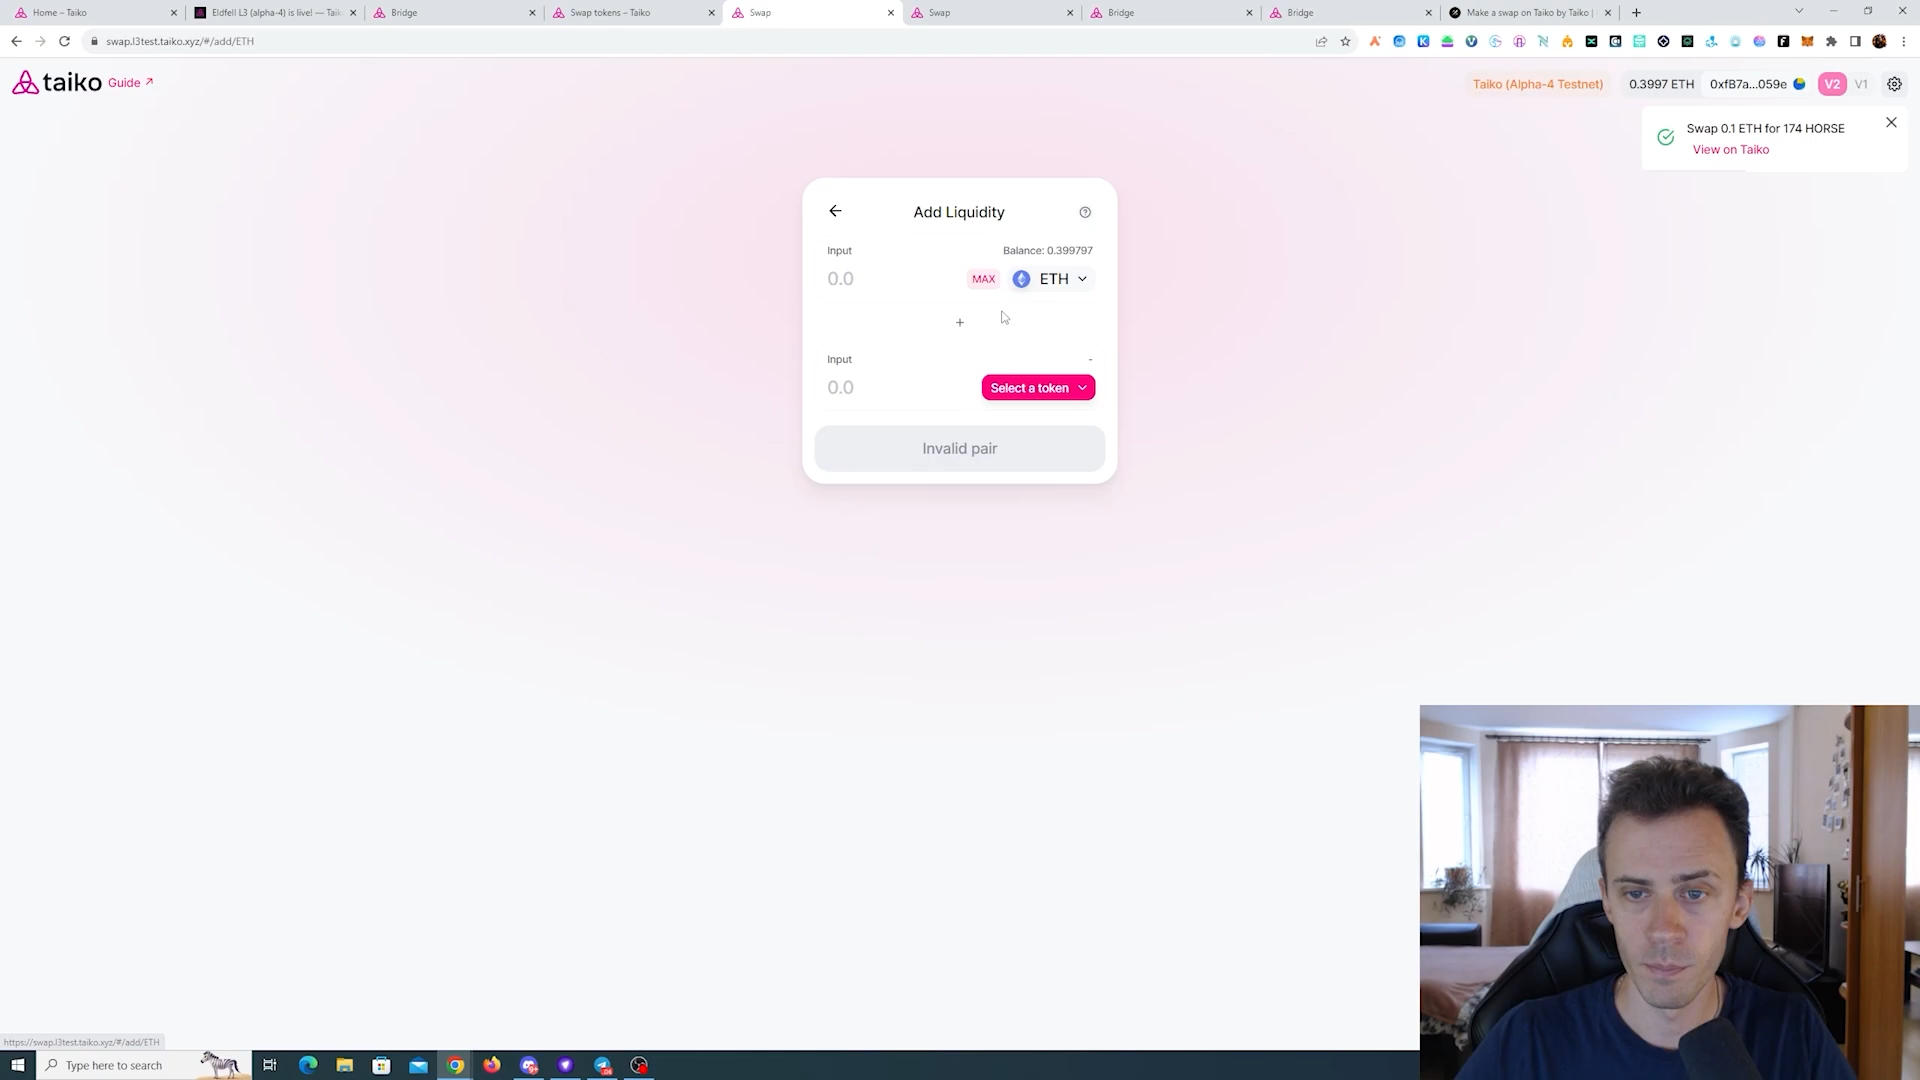 Home – Taiko
Eldfell L3 (alpha-4) is live! — Taik
Bridge
Swap tokens – Taiko
Swap
Swap
Bridge
Bridge
Make a swap on Taiko by Taiko |
swap.l3test.taiko.xyz/#/add/ETH
taiko
Guide ↗
Taiko (Alpha-4 Testnet)
0.3997 ETH
0xfB7a...059e
V2
V1
Swap 0.1 ETH for 174 HORSE
View on Taiko
Add Liquidity
Input
Balance: 0.399797
0.0
MAX
ETH
+
Input
-
0.0
Select a token
Invalid pair
https://swap.l3test.taiko.xyz/#/add/ETH
Type here to search